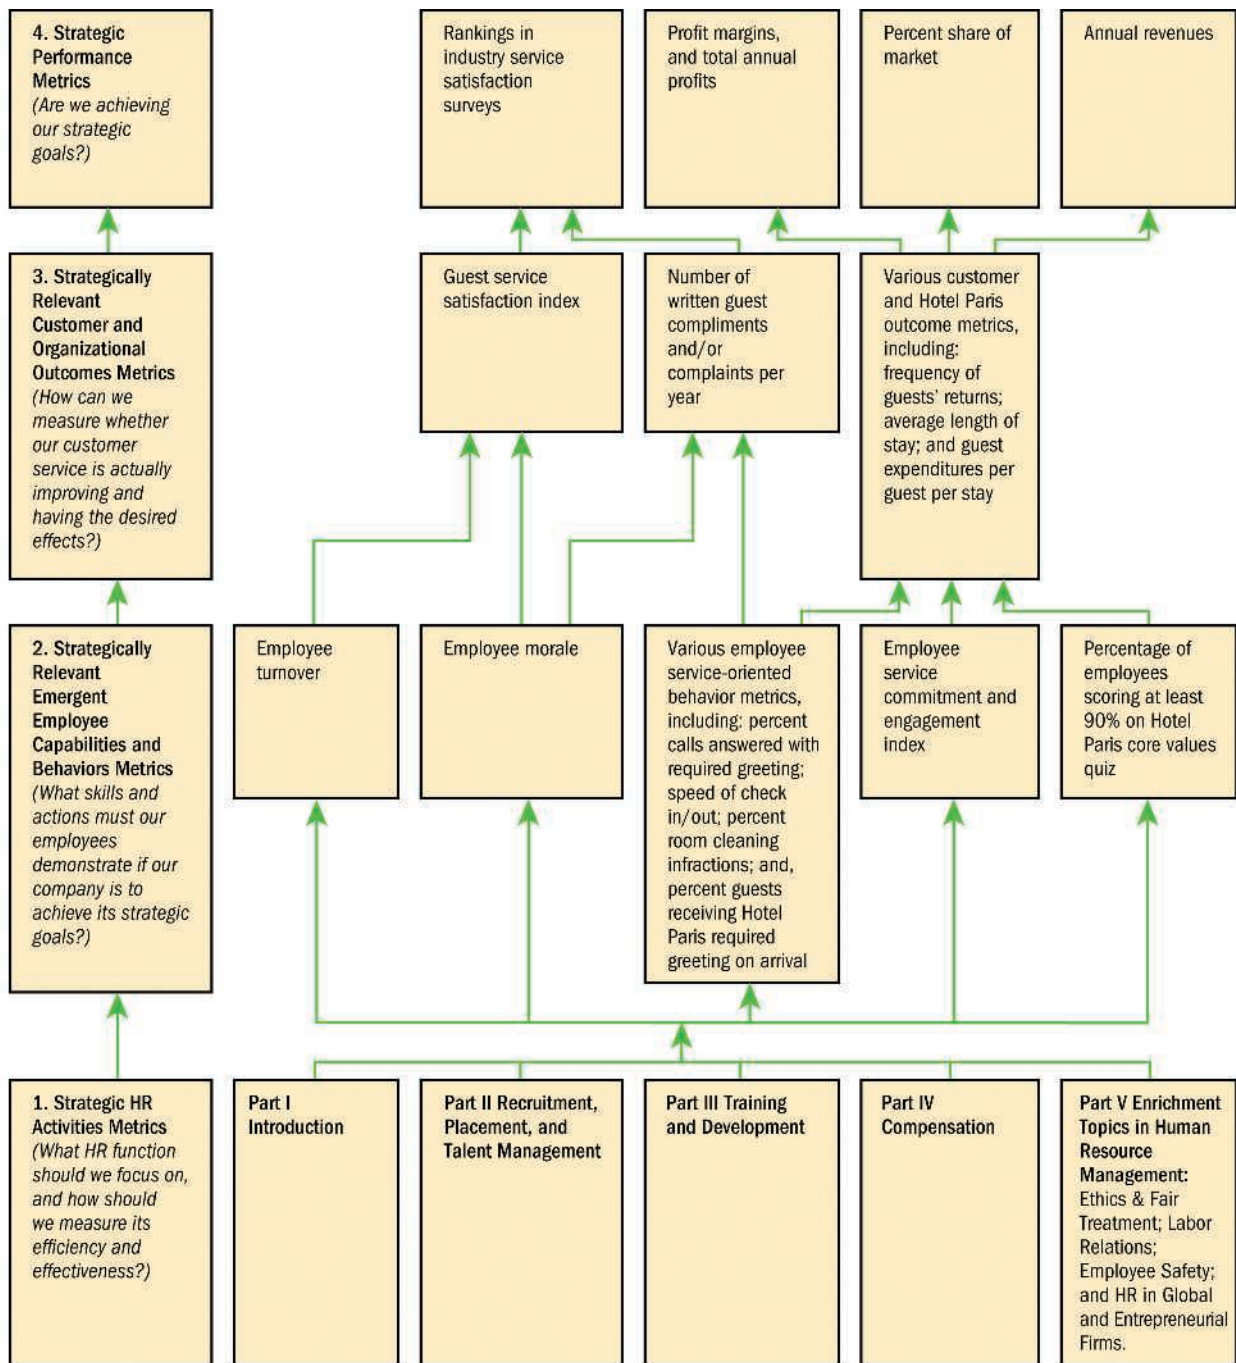 4. Strategic
Performance
Metrics
(Are we achieving
our strategic
goals?)
Rankings in
industry service
satisfaction
surveys
Profit margins,
and total annual
profits
Percent share of
market
Annual revenues
3. Strategically
Relevant
Customer and
Organizational
Outcomes Metrics
(How can we
measure whether
our customer
service is actually
improving and
having the desired
effects?)
Guest service
satisfaction index
Number of
written guest
compliments
and/or
complaints per
year
Various customer
and Hotel Paris
outcome metrics,
including:
frequency of
guests' returns;
average length of
stay; and guest
expenditures per
guest per stay
2. Strategically
Relevant
Emergent
Employee
Capabilities and
Behaviors Metrics
(What skills and
actions must our
employees
demonstrate if our
company is to
achieve its strategic
goals?)
Employee
turnover
Employee morale
Various employee
service-oriented
behavior metrics,
including: percent
calls answered with
required greeting;
speed of check
in/out; percent
room cleaning
infractions; and,
percent guests
receiving Hotel
Paris required
greeting on arrival
Employee
service
commitment and
engagement
index
Percentage of
employees
scoring at least
90% on Hotel
Paris core values
quiz
1. Strategic HR
Activities Metrics
(What HR function
should we focus on,
and how should
we measure its
efficiency and
effectiveness?)
Part I
Introduction
Part II Recruitment,
Placement, and
Talent Management
Part III Training
and Development
Part IV
Compensation
Part V Enrichment
Topics in Human
Resource
Management:
Ethics & Fair
Treatment; Labor
Relations;
Employee Safety;
and HR in Global
and Entrepreneurial
Firms.